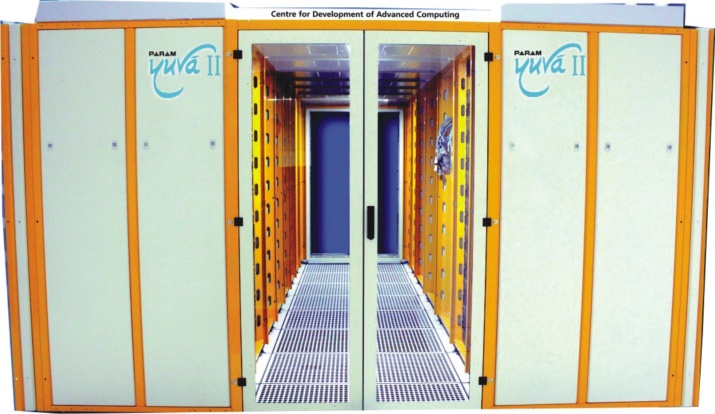 Centre for Development of Advanced Computing
PARAM
yuva II
PARAM
yuva II